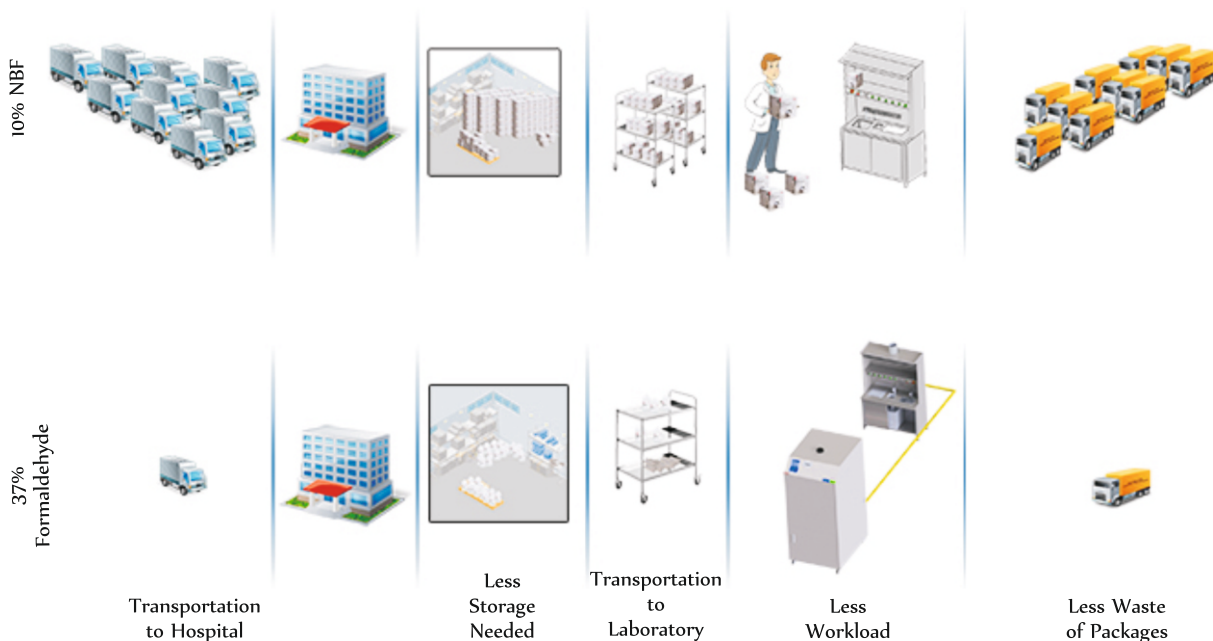 10% NBF
37%
Formaldehyde
Transportation
to Hospital
Less
Storage
Needed
Transportation
to
Laboratory
Less
Workload
Less Waste
of Packages